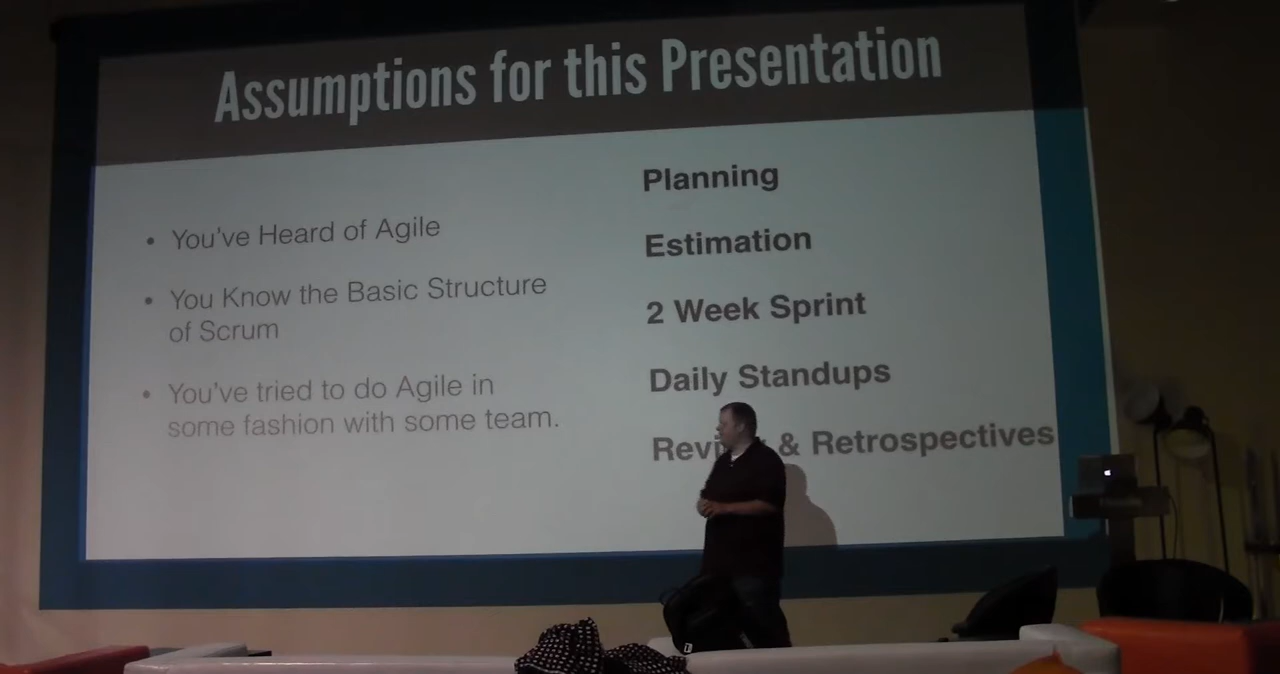 Assumptions for this Presentation
• You've Heard of Agile
• You Know the Basic Structure
of Scrum
• You've tried to do Agile in
some fashion with some team.
Planning
Estimation
2 Week Sprint
Daily Standups
& Retrospectives